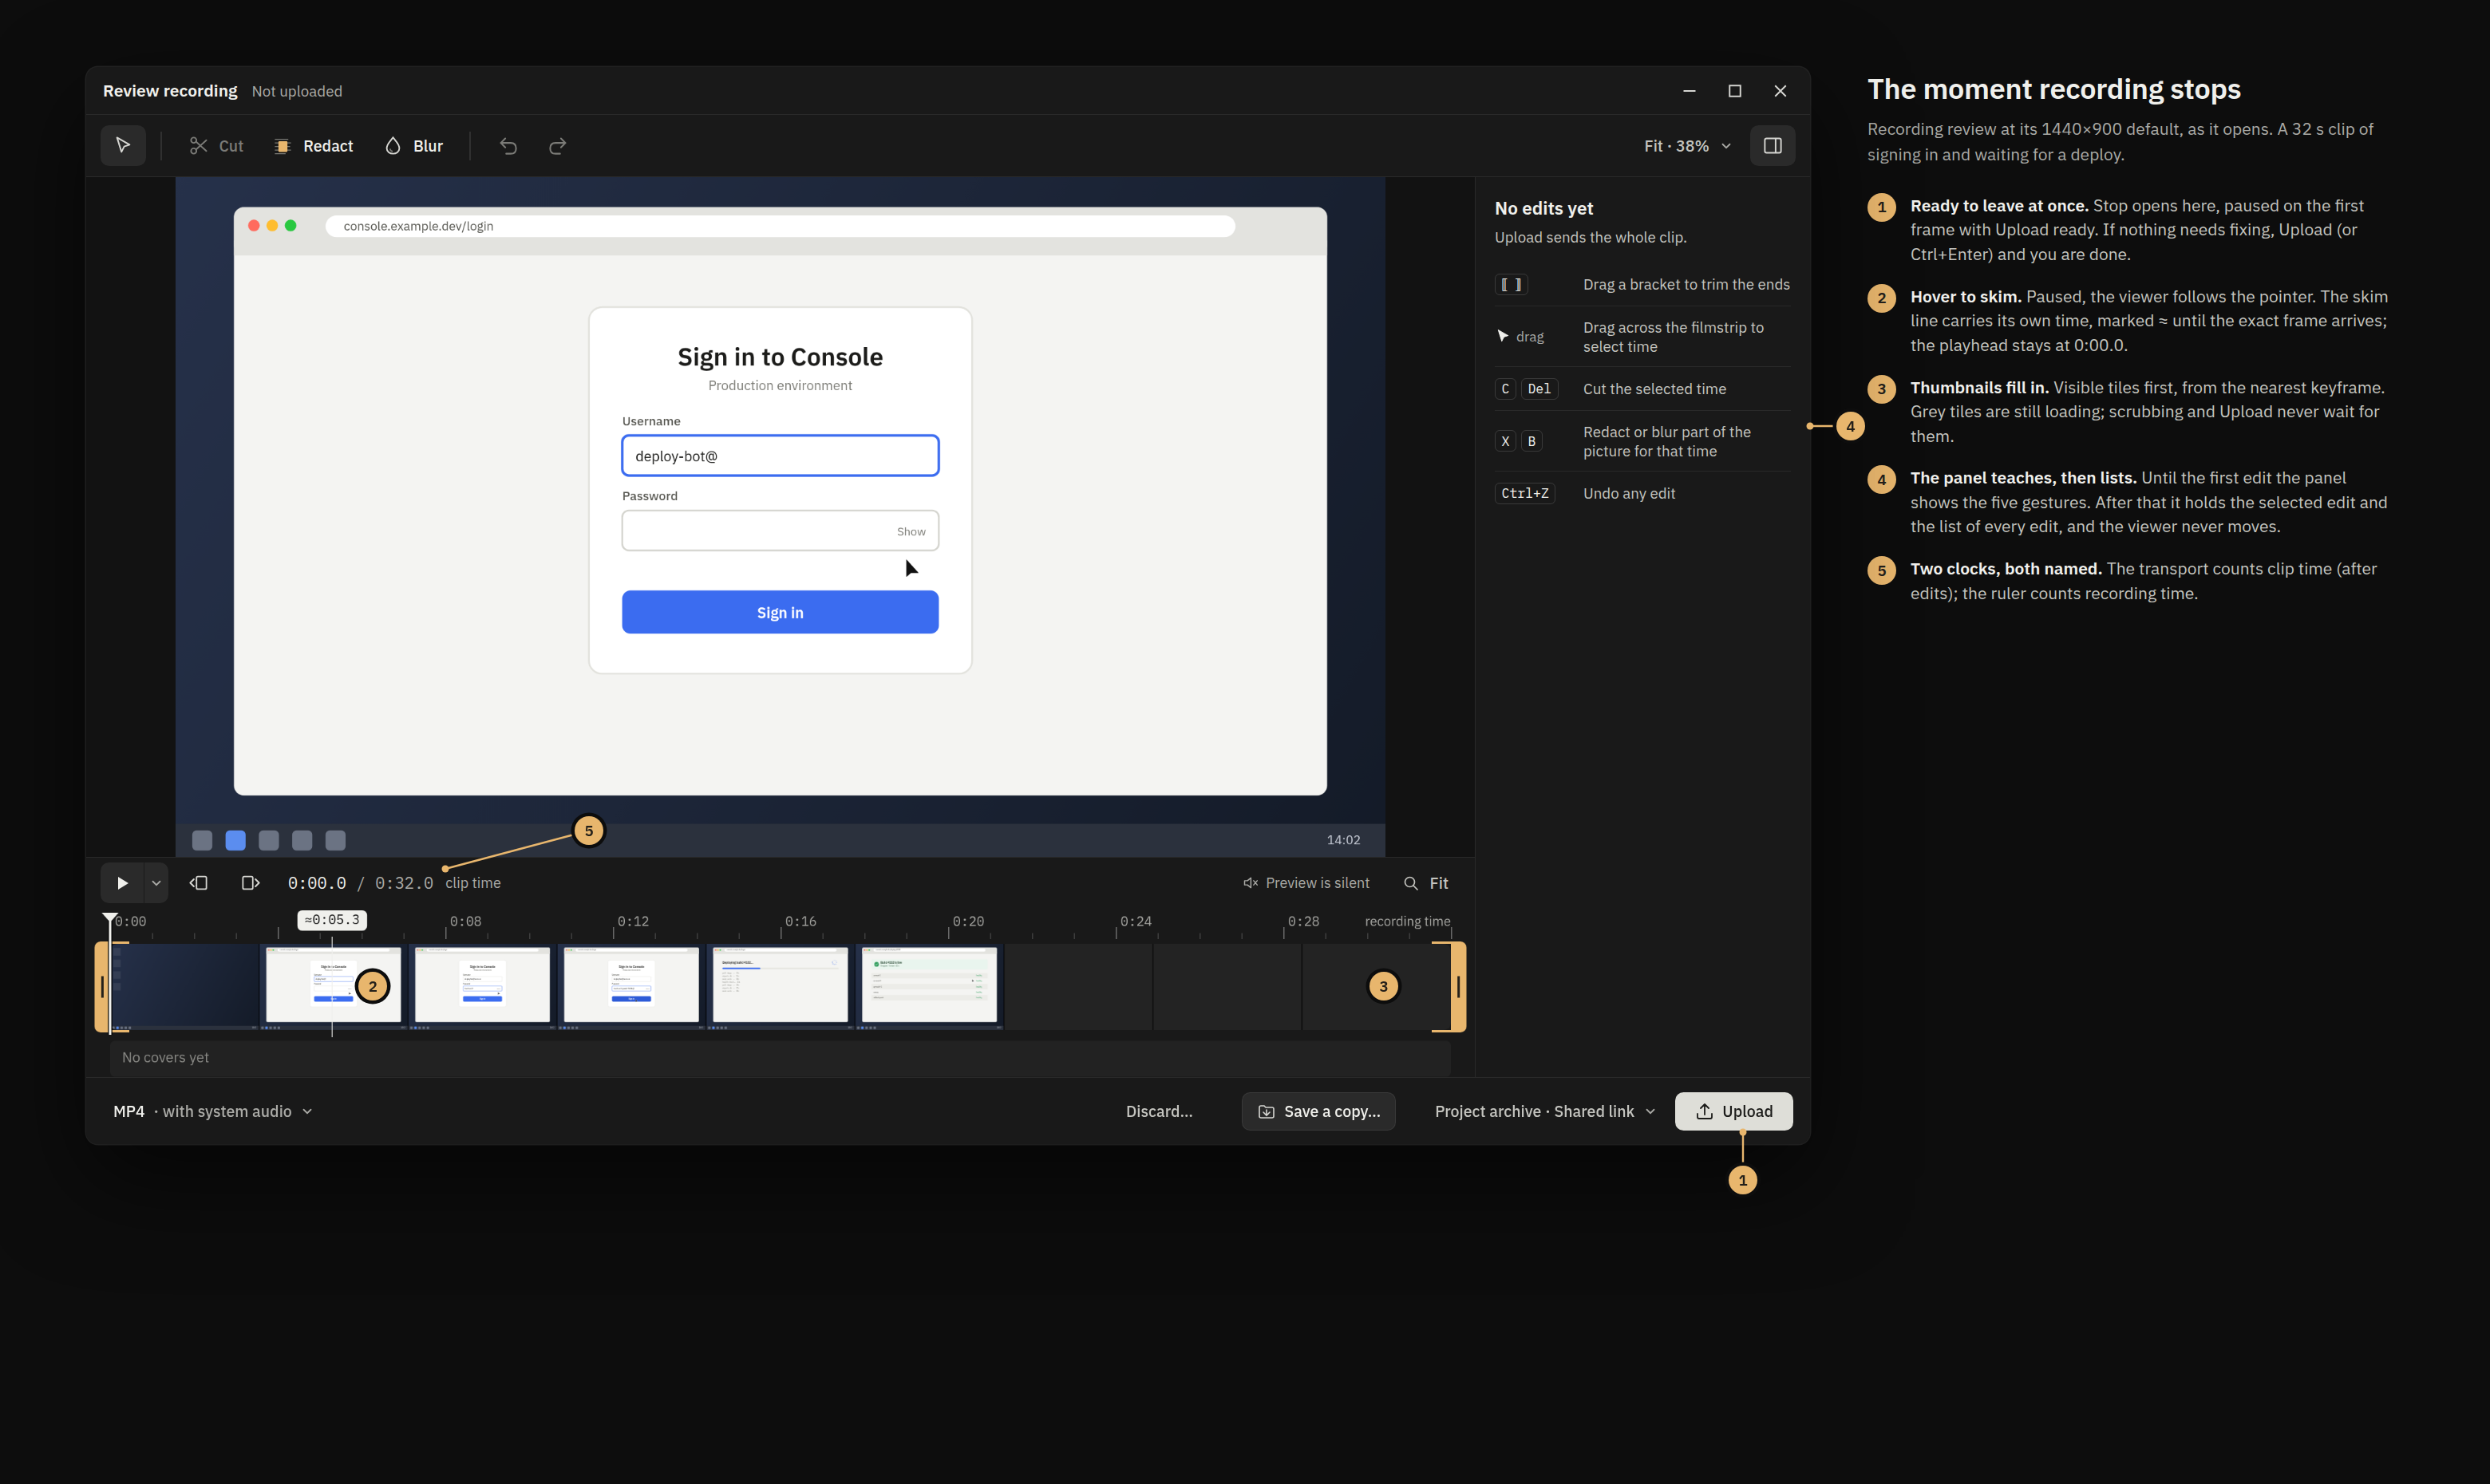 Review recording Not uploaded
Cut Redact Blur Fit · 38%
console.example.dev/login
Sign in to Console
Production environment
Username
deploy-bot@
Password
Show
Sign in
14:02
No edits yet
Upload sends the whole clip.
[ ] Drag a bracket to trim the ends
drag Drag across the filmstrip to
select time
C Del Cut the selected time
X B Redact or blur part of the
picture for that time
Ctrl+Z Undo any edit
4
5
0:00.0 / 0:32.0 clip time Preview is silent Fit
0:00 ≈0:05.3 0:08 0:12 0:16 0:20 0:24 0:28 recording time
2 3
No covers yet
MP4 · with system audio Discard... Save a copy... Project archive · Shared link Upload
1
The moment recording stops
Recording review at its 1440×900 default, as it opens. A 32 s clip of
signing in and waiting for a deploy.
1 Ready to leave at once. Stop opens here, paused on the first
frame with Upload ready. If nothing needs fixing, Upload (or
Ctrl+Enter) and you are done.
2 Hover to skim. Paused, the viewer follows the pointer. The skim
line carries its own time, marked ≈ until the exact frame arrives;
the playhead stays at 0:00.0.
3 Thumbnails fill in. Visible tiles first, from the nearest keyframe.
Grey tiles are still loading; scrubbing and Upload never wait for
them.
4 The panel teaches, then lists. Until the first edit the panel
shows the five gestures. After that it holds the selected edit and
the list of every edit, and the viewer never moves.
5 Two clocks, both named. The transport counts clip time (after
edits); the ruler counts recording time.